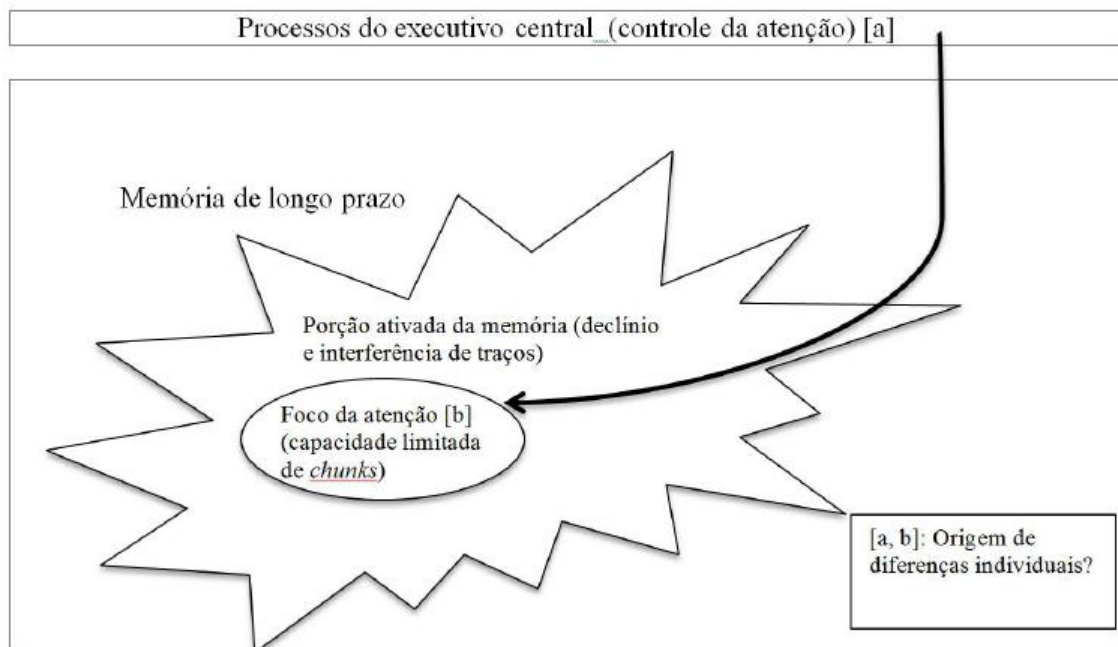 Processos do executivo central (controle da atenção) [a]
Memória de longo prazo
Porção ativada da memória (declínio
e interferência de traços)
Foco da atenção [b]
(capacidade limitada
de chunks)
[a, b]: Origem de
diferenças individuais?